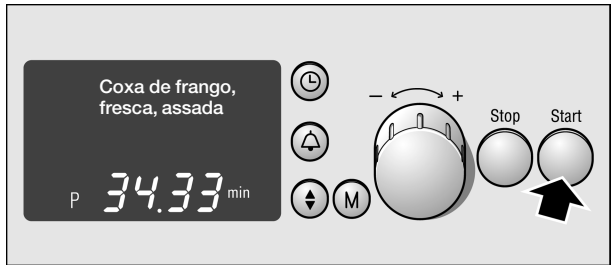 Coxa de frango,
fresca, assada
P 34.33 min
M
– +
Stop Start